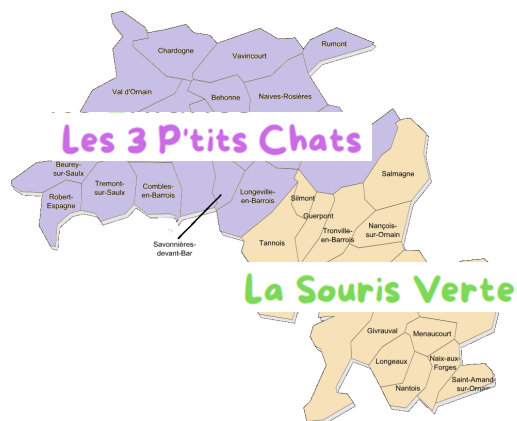 Rumont
Chardogne
Vavincourt
Val d'Ornain
Behonne
Naives-Rosières
Les 3 P'tits Chats
Beurey-
sur-Saulx
Robert-
Espagne
Tremont-
sur-Saulx
Combles-
en-Barrois
Longeville-
en-Barrois
Savonnières-
devant-Bar
Salmagne
Silmont
Guerpont
Tannois
Tronville-
en-Barrois
Nançois-
sur-Ornain
La Souris Verte
Givrauval
Menaucourt
Longeaux
Naix-aux-
Forges
Nantois
Saint-Amand-
sur-Ornain